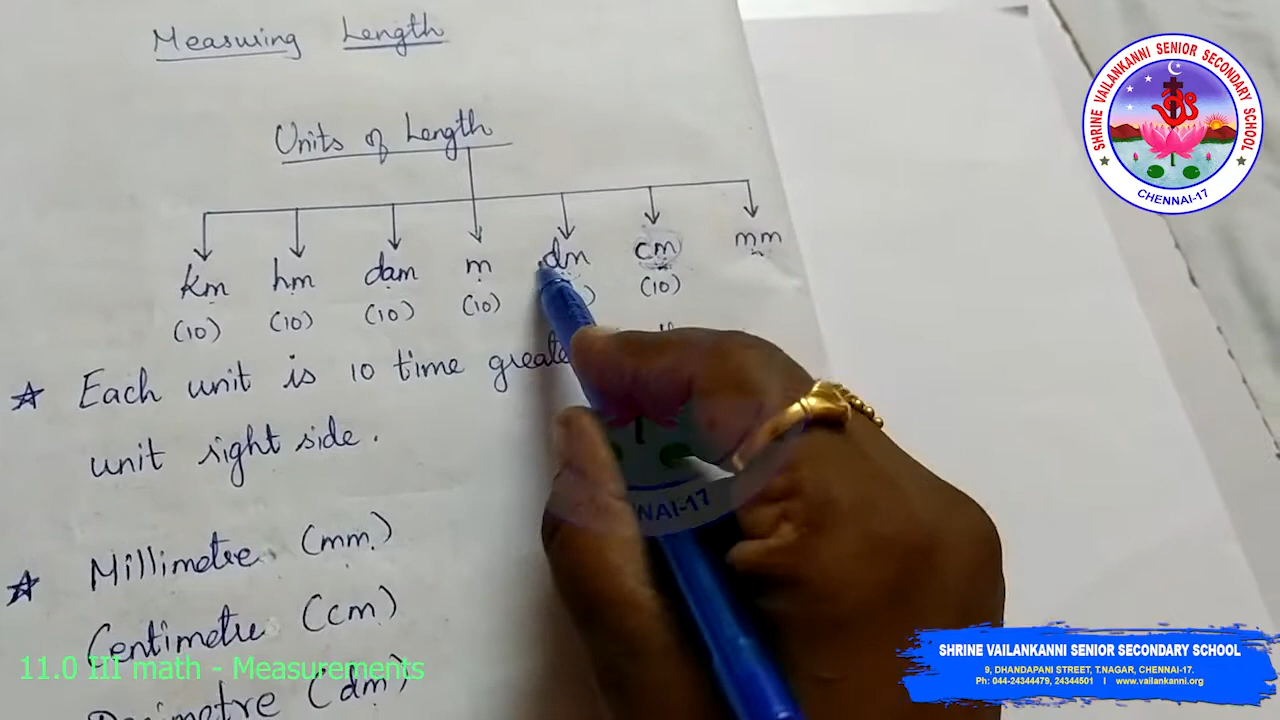 Measuring Length
Units of Length
km hm dam m dm cm mm
(10) (10) (10) (10) (10)
☆ Each unit is 10 time
unit right side.
☆ Millimetre (mm)
Centimetre (cm)
(dm)
11.0 III math - Measurements
SHRINE VAILANKANNI SENIOR SECONDARY SCHOOL
CHENNAI-17
NAI-17
SHRINE VAILANKANNI SENIOR SECONDARY SCHOOL
9, DHANDAPANI STREET, T.NAGAR, CHENNAI-17.
Ph: 044-24344479, 24344501 I www.vailankanni.org